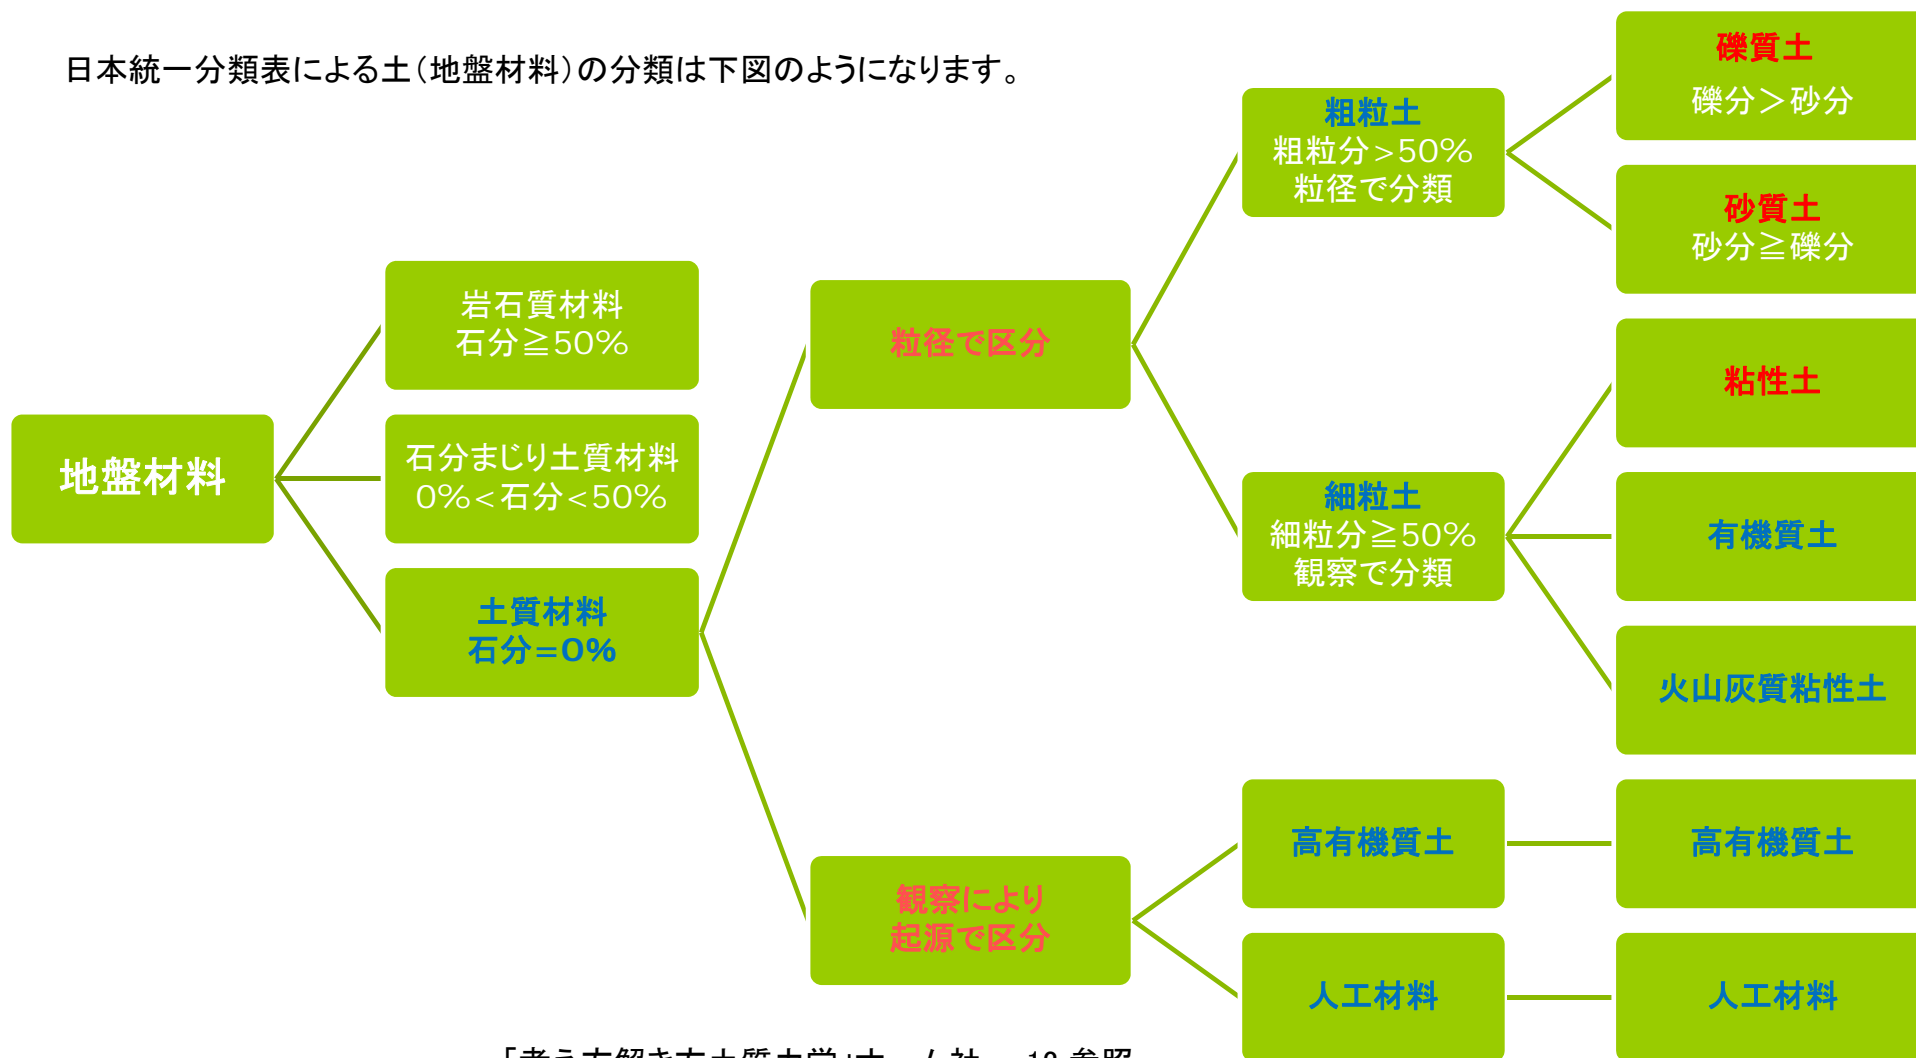 日本統一分類表による土（地盤材料）の分類は下図のようになります。
地盤材料
岩石質材料
石分≧50%
石分まじり土質材料
0%<石分<50%
土質材料
石分=0%
粒径で区分
観察により
起源で区分
粗粒土
粗粒分>50%
粒径で分類
細粒土
細粒分≧50%
観察で分類
高有機質土
人工材料
礫質土
礫分＞砂分
砂質土
砂分≧礫分
粘性土
有機質土
火山灰質粘性土
高有機質土
人工材料